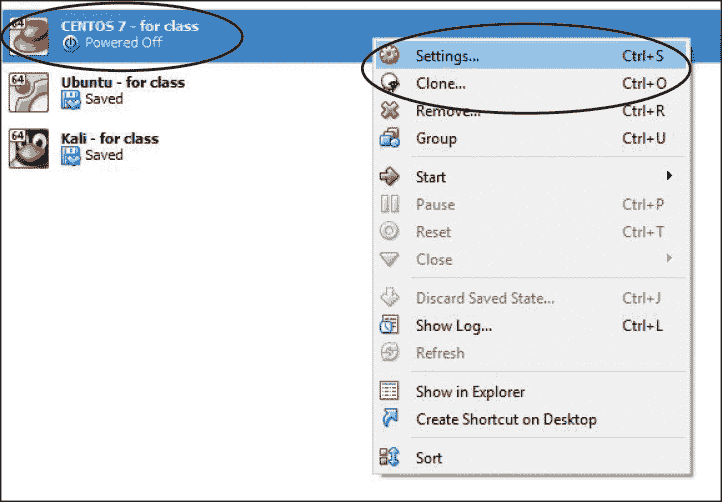 64
CENTOS 7 - for class
Powered Off
64
Ubuntu - for class
Saved
64
Kali - for class
Saved
Settings... Ctrl+S
Clone... Ctrl+O
Remove... Ctrl+R
Group Ctrl+U
Start
Pause Ctrl+P
Reset Ctrl+T
Close
Discard Saved State... Ctrl+J
Show Log... Ctrl+L
Refresh
Show in Explorer
Create Shortcut on Desktop
Sort